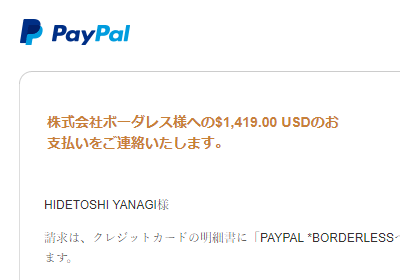 PayPal
株式会社ボーダレス様への$1,419.00 USDのお
支払いをご連絡いたします。
HIDETOSHI YANAGI様
請求は、クレジットカードの明細書に「PAYPAL *BORDERLESS
ます。